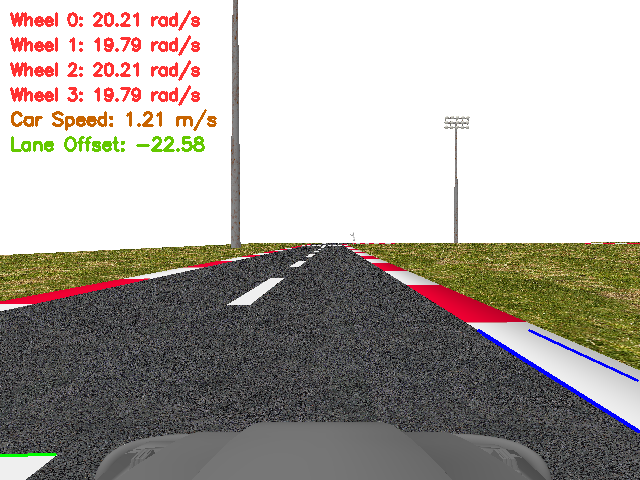 Wheel 0: 20.21 rad/s
Wheel 1: 19.79 rad/s
Wheel 2: 20.21 rad/s
Wheel 3: 19.79 rad/s
Car Speed: 1.21 m/s
Lane Offset: -22.58